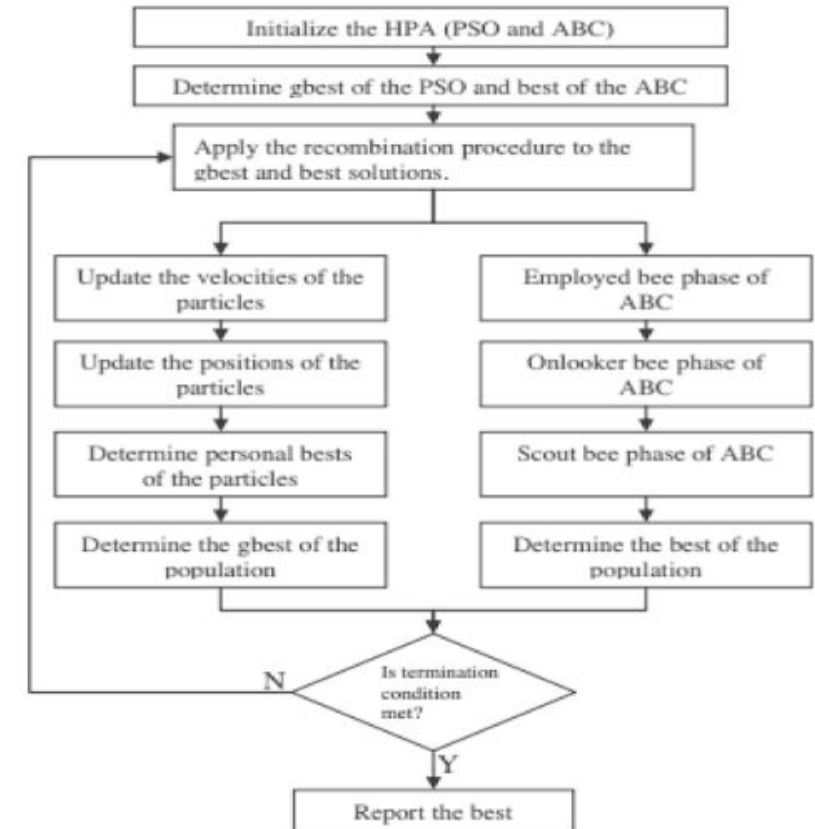 Initialize the HPA (PSO and ABC)
Determine gbest of the PSO and best of the ABC
Apply the recombination procedure to the
gbest and best solutions.
Update the velocities of the
particles
Update the positions of the
particles
Determine personal bests
of the particles
Determine the gbest of the
population
Employed bee phase of
ABC
Onlooker bee phase of
ABC
Scout bee phase of ABC
Determine the best of the
population
Is termination
condition
met?
N
Y
Report the best